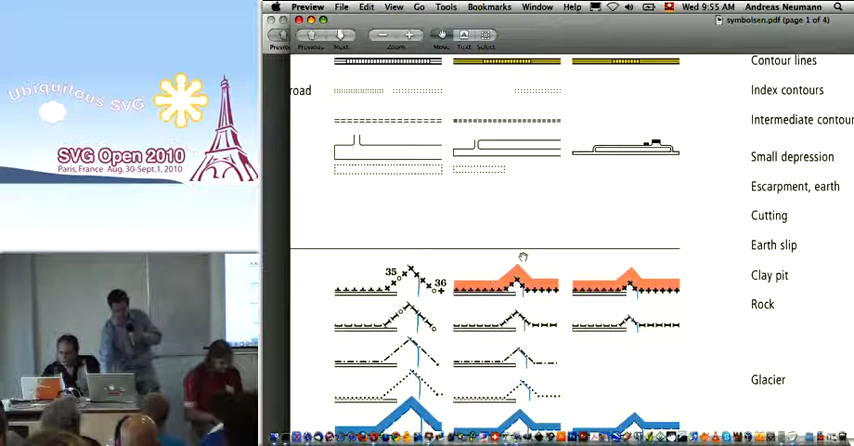 Ubiquitous SVG
SVG Open 2010
Paris, France Aug. 30-Sept. 1, 2010
Preview File Edit View Go Tools Bookmarks Window Help
Wed 9:55 AM Andreas Neumann
symbolsen.pdf (page 1 of 4)
Previous Next Zoom Move Text Select
Contour lines
road
Index contours
Intermediate contour
Small depression
Escarpment, earth
Cutting
Earth slip
Clay pit
Rock
Glacier
35
36